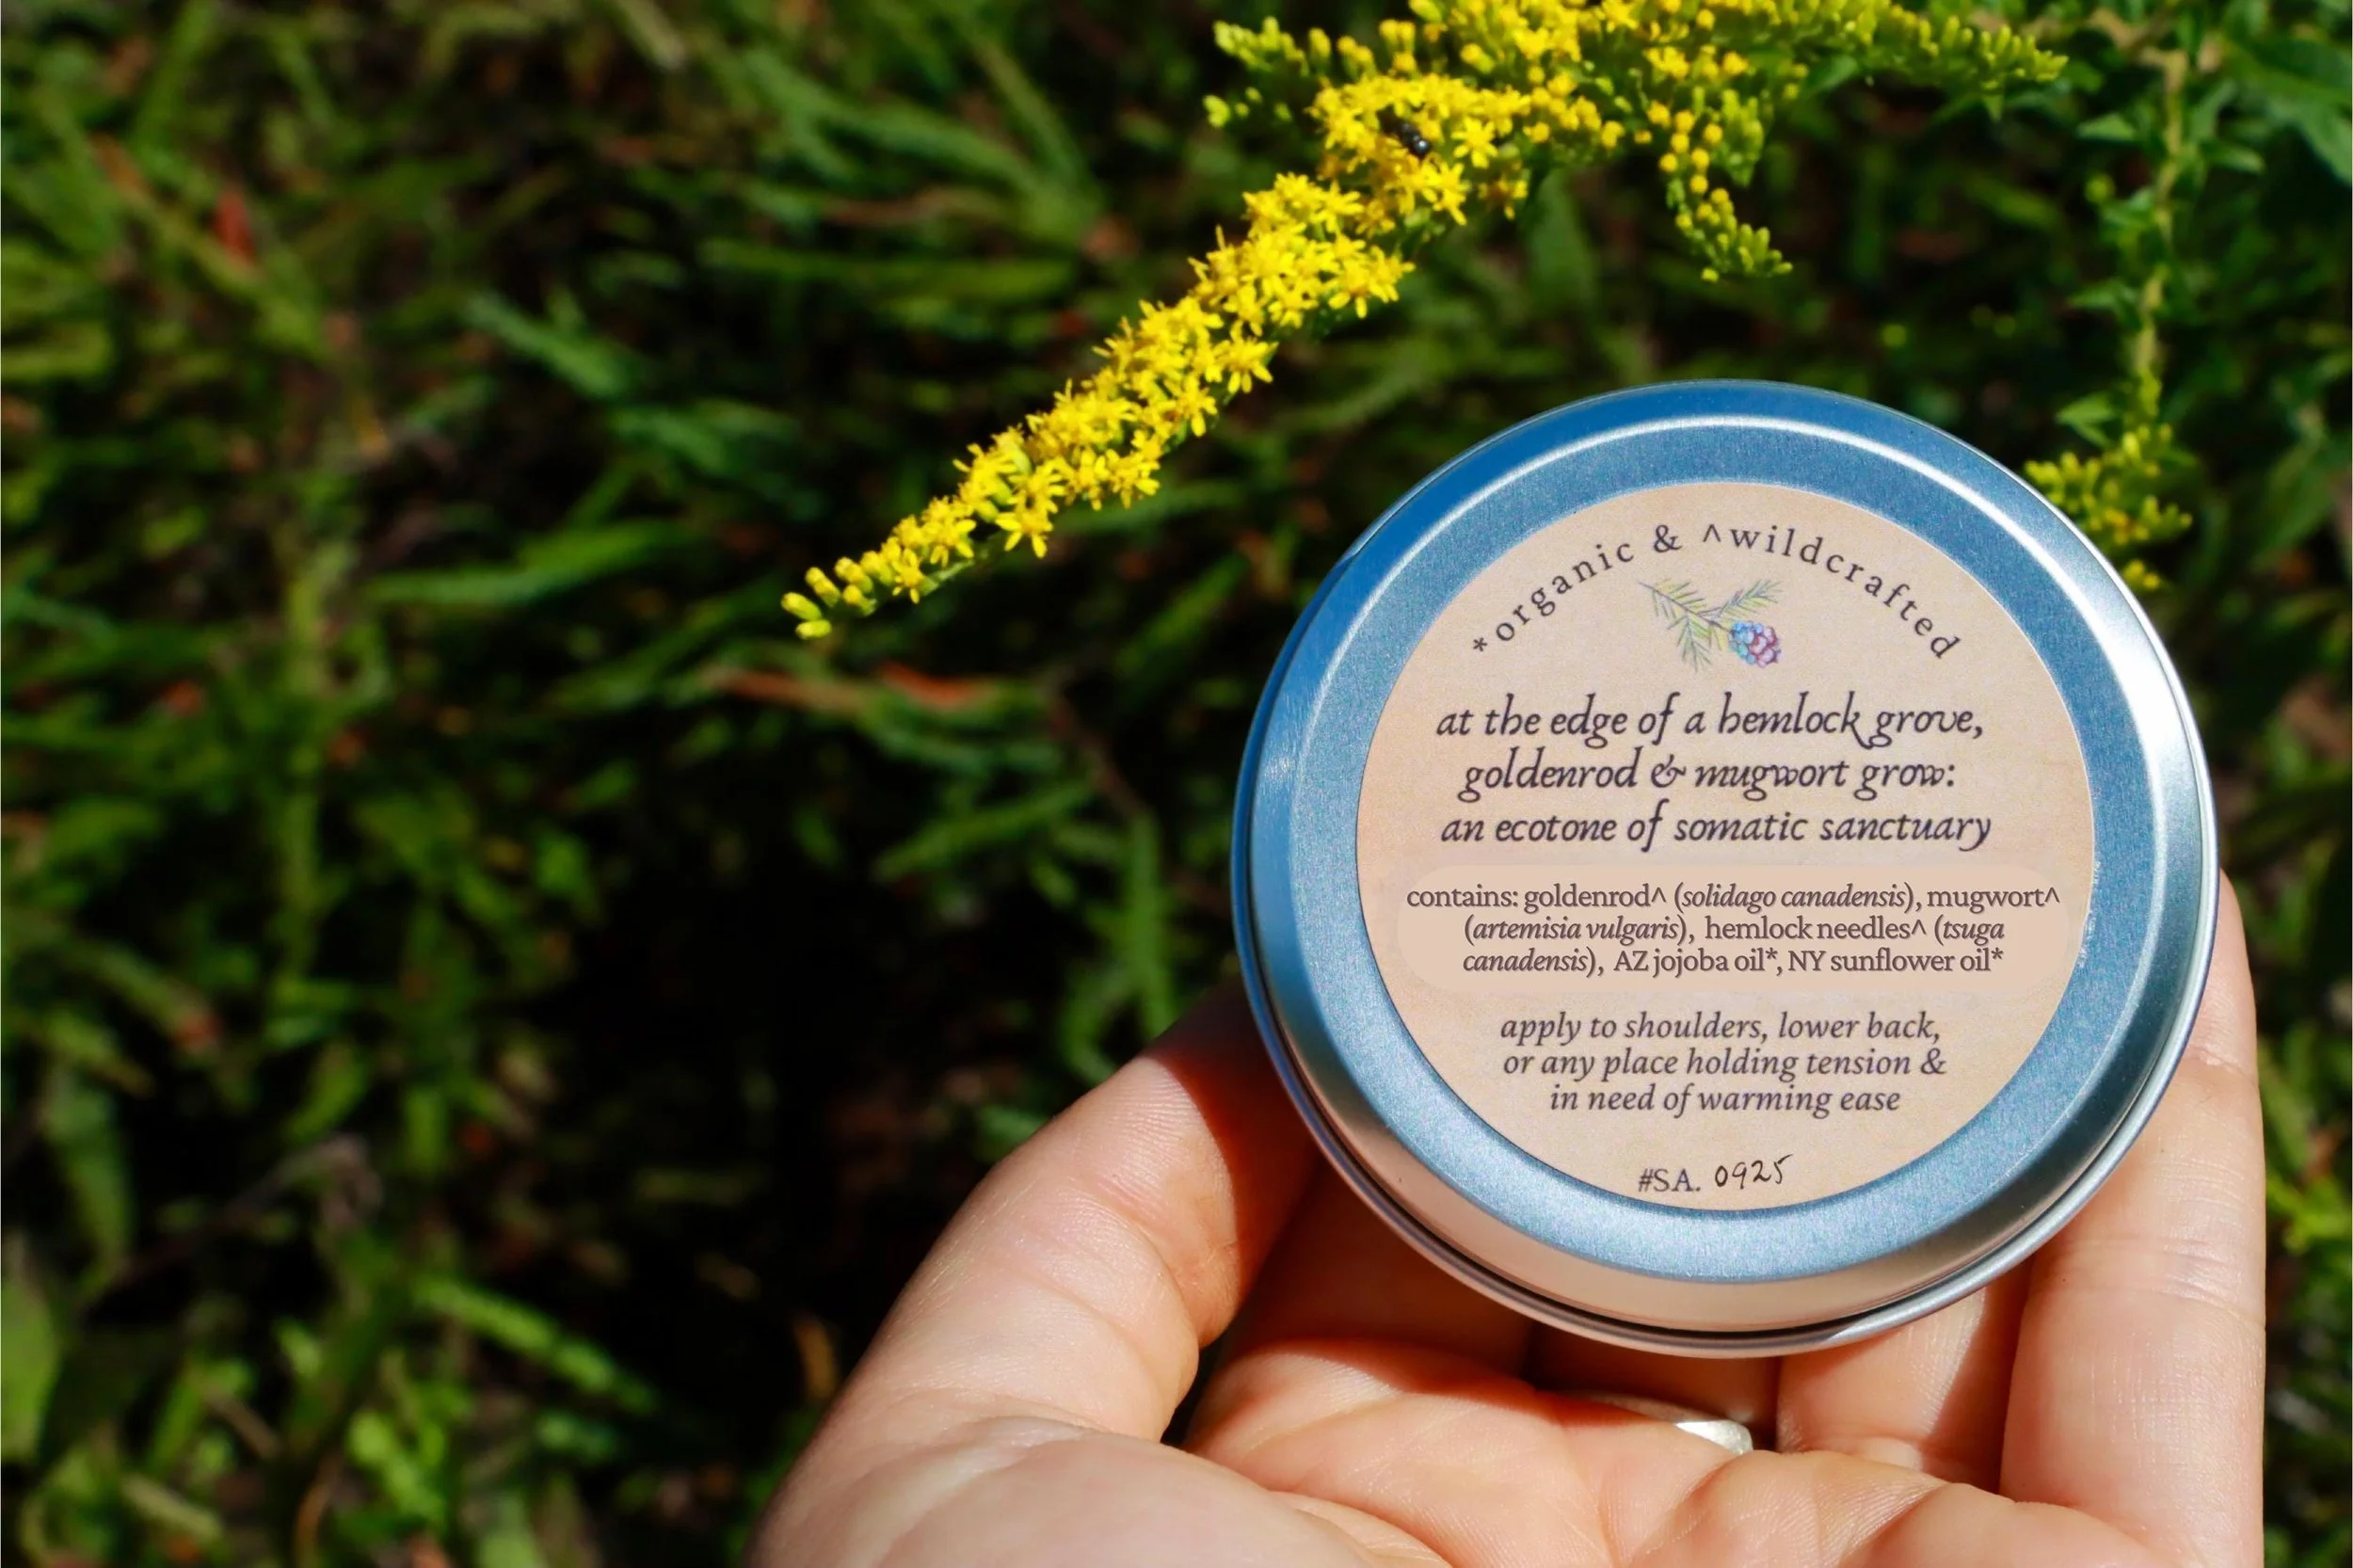 *organic & ^wildcrafted
at the edge of a hemlock grove,
goldenrod & mugwort grow:
an ecotone of somatic sanctuary
contains: goldenrod^ (solidago canadensis), mugwort^
(artemisia vulgaris), hemlock needles^ (tsuga
canadensis), AZ jojoba oil*, NY sunflower oil*
apply to shoulders, lower back,
or any place holding tension &
in need of warming ease
#SA. 0925